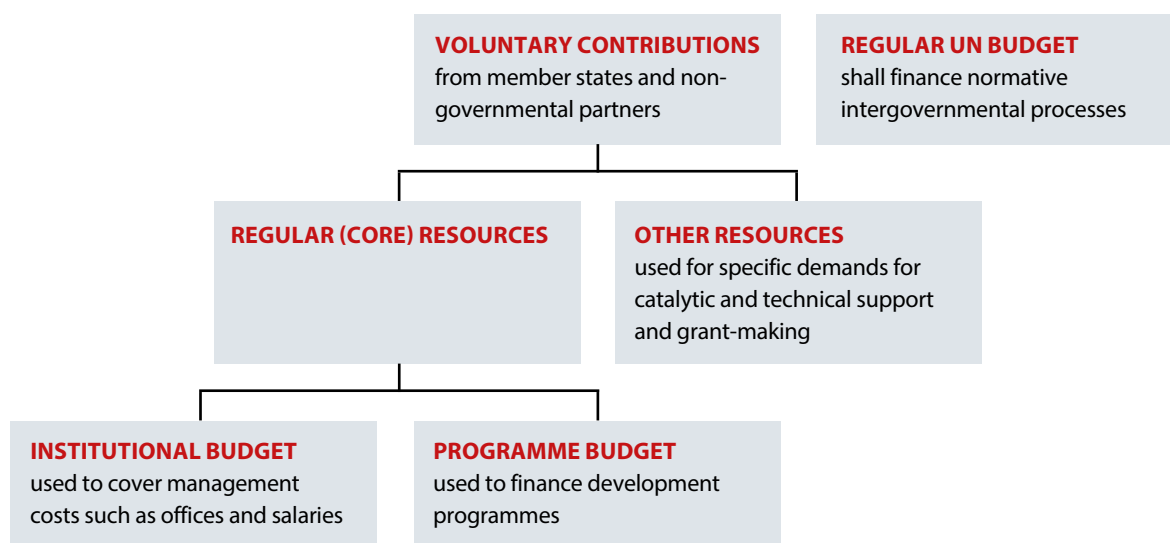 VOLUNTARY CONTRIBUTIONS
from member states and non-
governmental partners
REGULAR UN BUDGET
shall finance normative
intergovernmental processes
REGULAR (CORE) RESOURCES
OTHER RESOURCES
used for specific demands for
catalytic and technical support
and grant-making
INSTITUTIONAL BUDGET
used to cover management
costs such as offices and salaries
PROGRAMME BUDGET
used to finance development
programmes